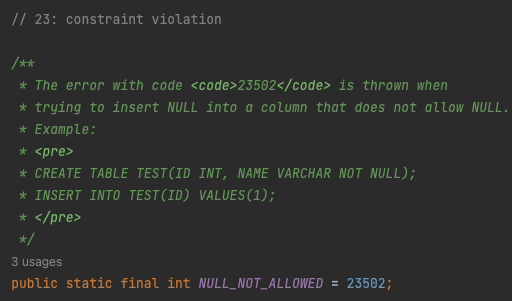 // 23: constraint violation
/**
* The error with code <code>23502</code> is thrown when
* trying to insert NULL into a column that does not allow NULL.
* Example:
* <pre>
* CREATE TABLE TEST(ID INT, NAME VARCHAR NOT NULL);
* INSERT INTO TEST(ID) VALUES(1);
* </pre>
*/
3 usages
public static final int NULL_NOT_ALLOWED = 23502;